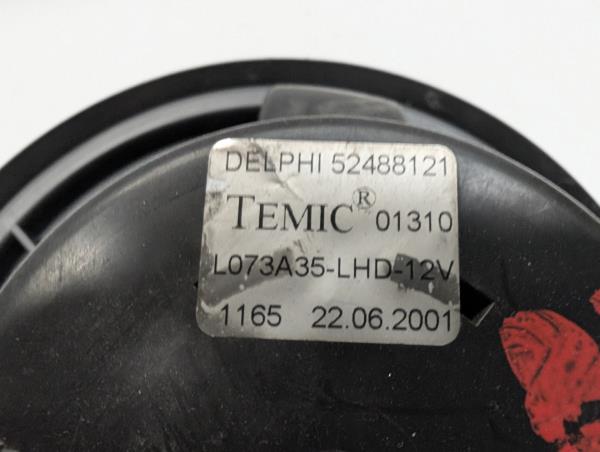 DELPHI 52488121
TEMIC® 01310
L073A35-LHD-12V
1165 22.06.2001